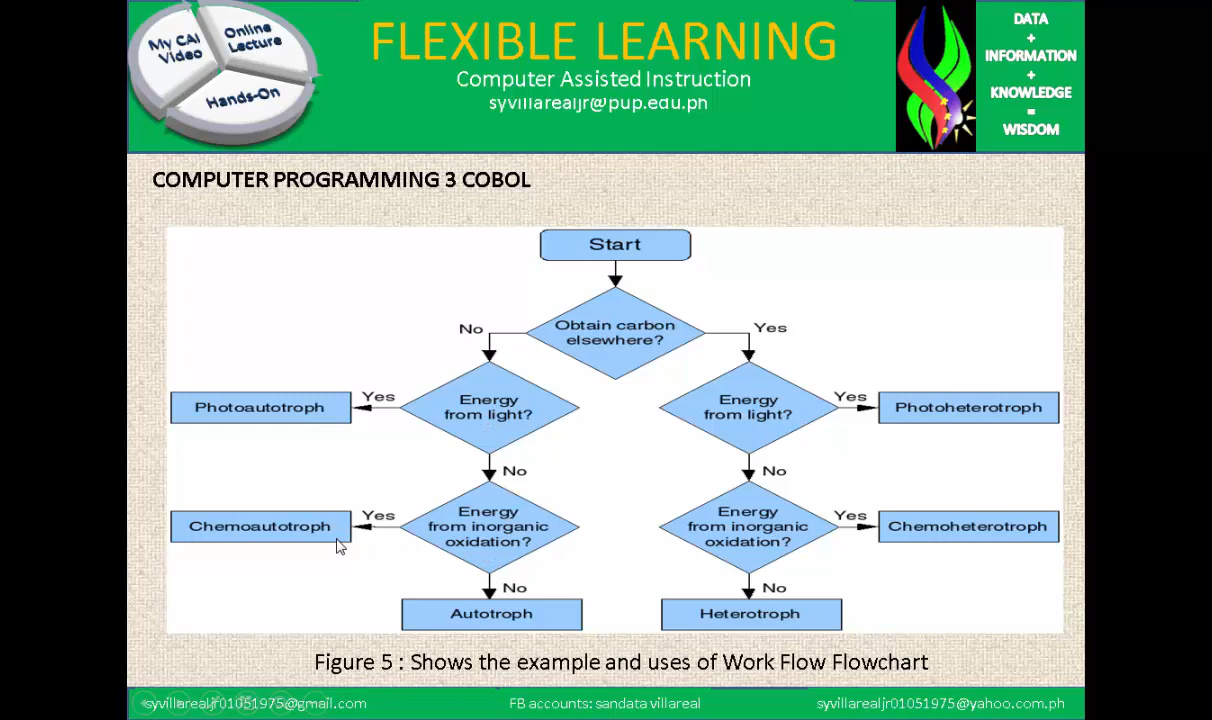 My CAI
Video
Online
Lecture
Hands-On
FLEXIBLE LEARNING
Computer Assisted Instruction
syvillarealjr@pup.edu.ph
DATA
+
INFORMATION
+
KNOWLEDGE
=
WISDOM
COMPUTER PROGRAMMING 3 COBOL
Start
Obtain carbon
elsewhere?
No
Yes
Photoautotroph
Yes
Energy
from light?
Energy
from light?
Yes
Photoheterotroph
No
No
Chemoautotroph
Yes
Energy
from inorganic
oxidation?
Energy
from inorganic
oxidation?
Yes
Chemoheterotroph
No
No
Autotroph
Heterotroph
Figure 5 : Shows the example and uses of Work Flow Flowchart
syvillarealjr01051975@gmail.com
FB accounts: sandata villareal
syvillarealjr01051975@yahoo.com.ph